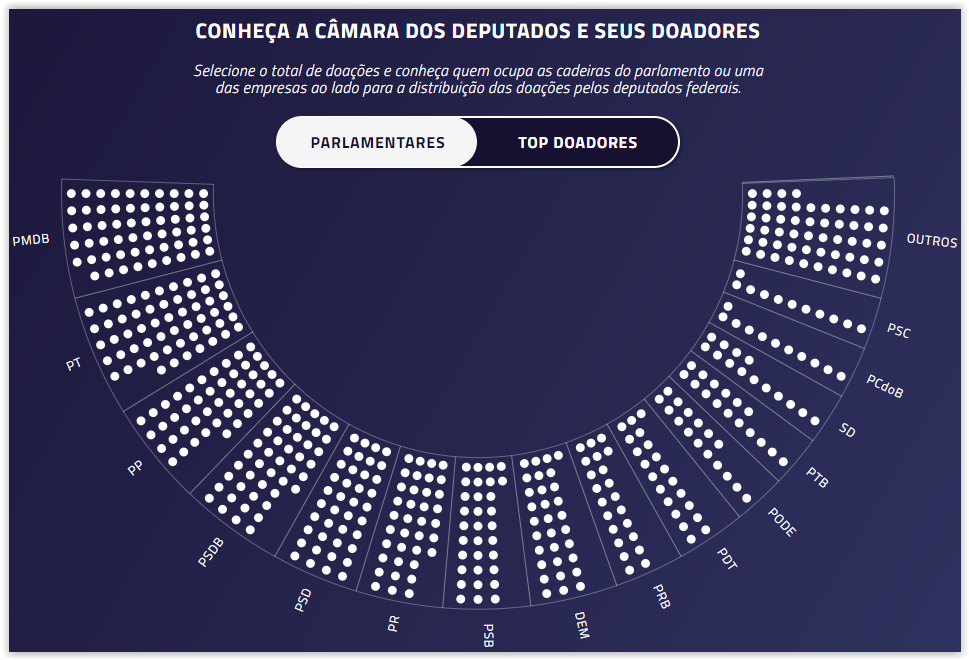 CONHEÇA A CÂMARA DOS DEPUTADOS E SEUS DOADORES
Selecione o total de doações e conheça quem ocupa as cadeiras do parlamento ou uma
das empresas ao lado para a distribuição das doações pelos deputados federais.
PARLAMENTARES
TOP DOADORES
PMDB
PT
PP
PSDB
PSD
PR
PSB
DEM
PRB
PDT
PODE
PTB
SD
PCdoB
PSC
OUTROS